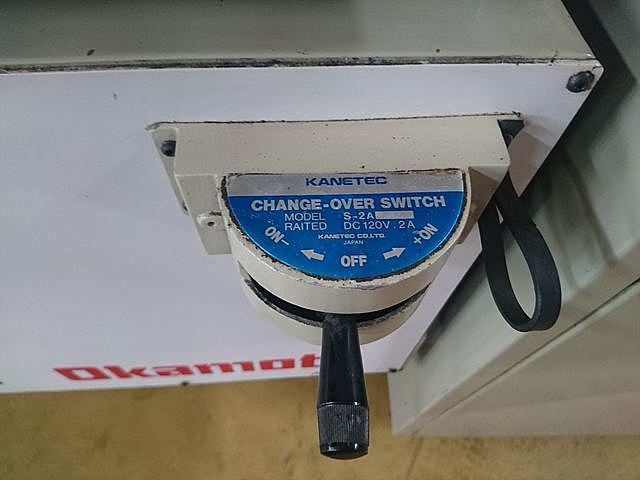 KANETEC
CHANGE-OVER SWITCH
MODEL S-2A
RAITED DC120V.2A
KANETEC CO.LTD.
JAPAN
ON- OFF +ON
Okamot